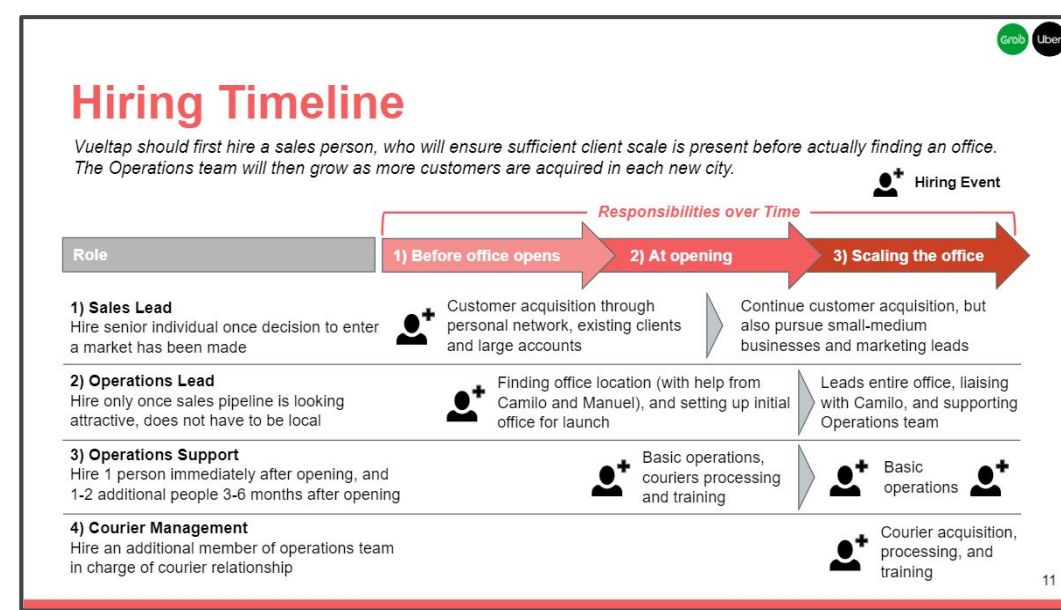 Grab
Uber
Hiring Timeline
Vueltap should first hire a sales person, who will ensure sufficient client scale is present before actually finding an office.
The Operations team will then grow as more customers are acquired in each new city.
Hiring Event
Responsibilities over Time
Role
1) Before office opens
2) At opening
3) Scaling the office
1) Sales Lead
Hire senior individual once decision to enter
a market has been made
Customer acquisition through
personal network, existing clients
and large accounts
Continue customer acquisition, but
also pursue small-medium
businesses and marketing leads
2) Operations Lead
Hire only once sales pipeline is looking
attractive, does not have to be local
Finding office location (with help from
Camilo and Manuel), and setting up initial
office for launch
Leads entire office, liaising
with Camilo, and supporting
Operations team
3) Operations Support
Hire 1 person immediately after opening, and
1-2 additional people 3-6 months after opening
Basic operations,
couriers processing
and training
Basic
operations
4) Courier Management
Hire an additional member of operations team
in charge of courier relationship
Courier acquisition,
processing, and
training
11